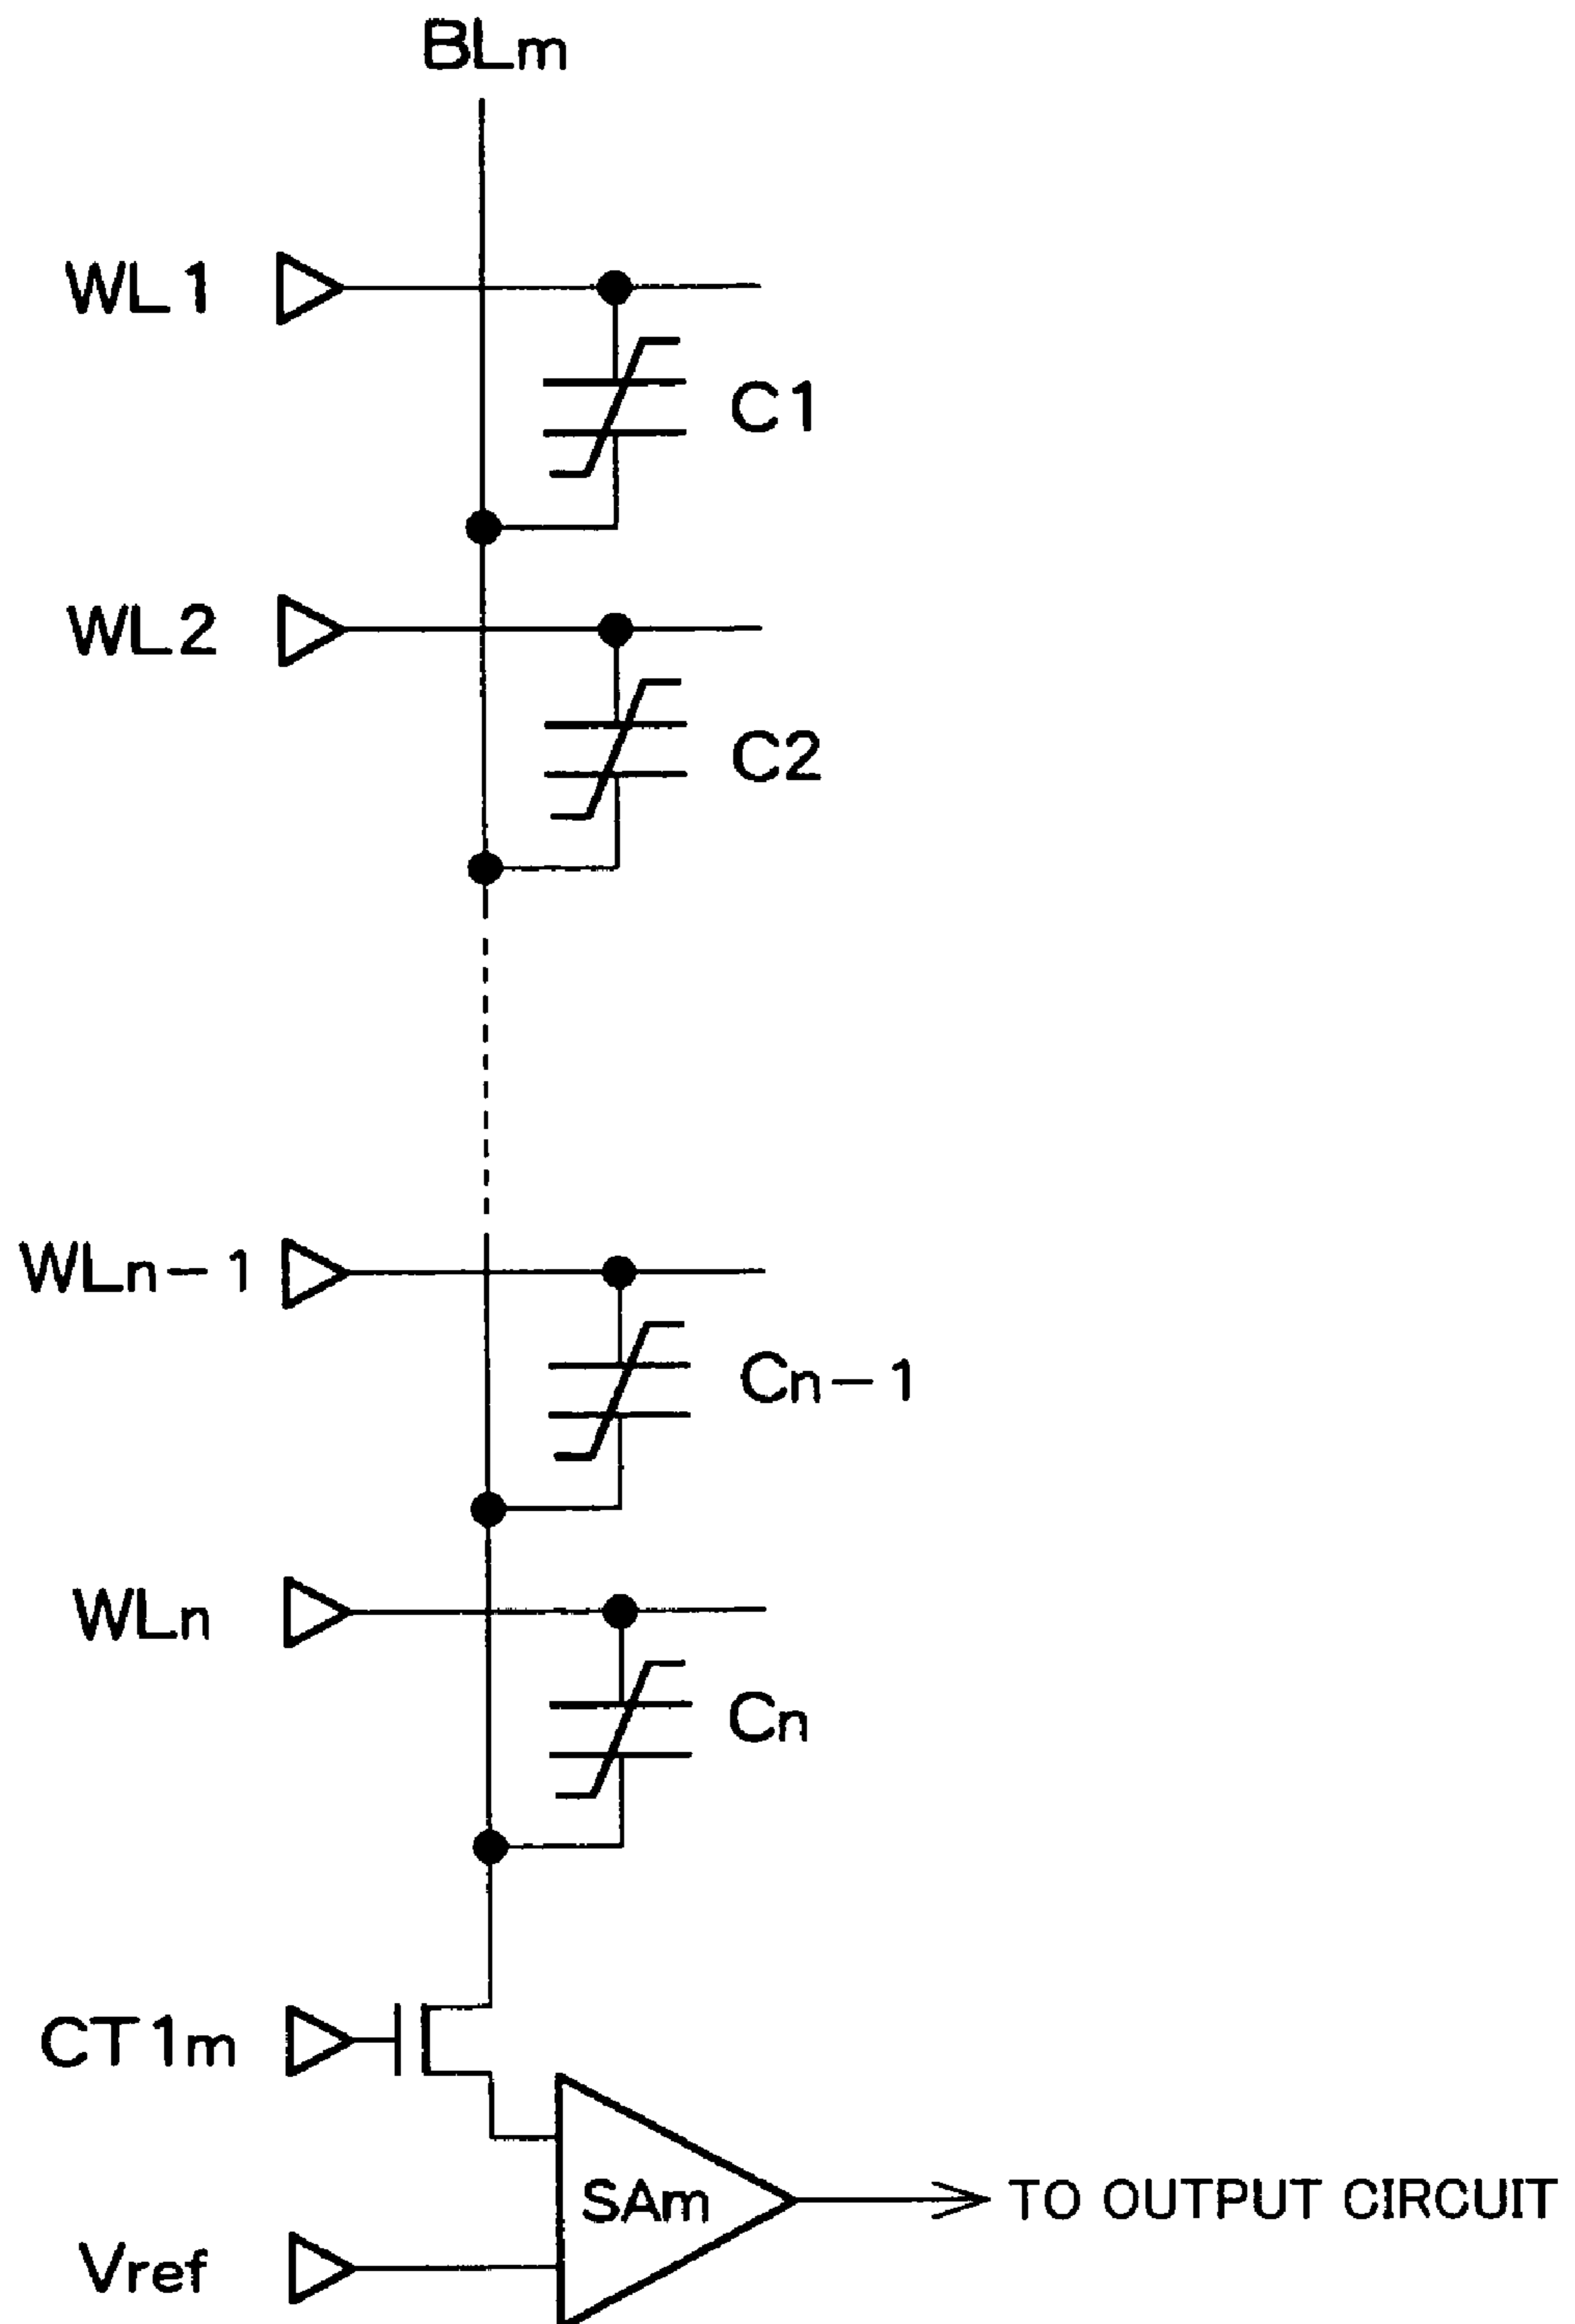 BLm
WL1
C1
WL2
C2
WLn-1
Cn-1
WLn
Cn
CT1m
SAm
TO OUTPUT CIRCUIT
Vref